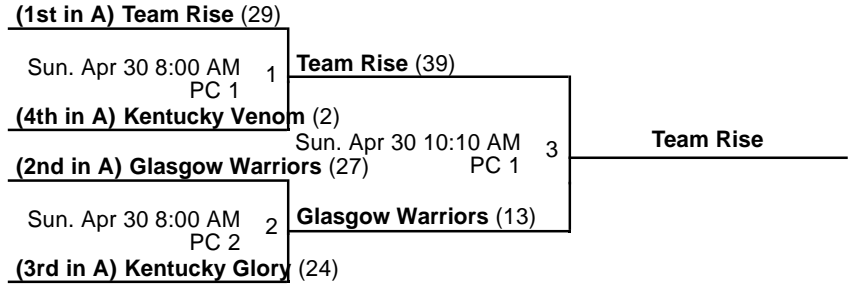 (1st in A) Team Rise (29)
Sun. Apr 30 8:00 AM 1
PC 1
Team Rise (39)
(4th in A) Kentucky Venom (2)
Sun. Apr 30 10:10 AM 3
PC 1
Team Rise
(2nd in A) Glasgow Warriors (27)
Sun. Apr 30 8:00 AM 2
PC 2
Glasgow Warriors (13)
(3rd in A) Kentucky Glory (24)